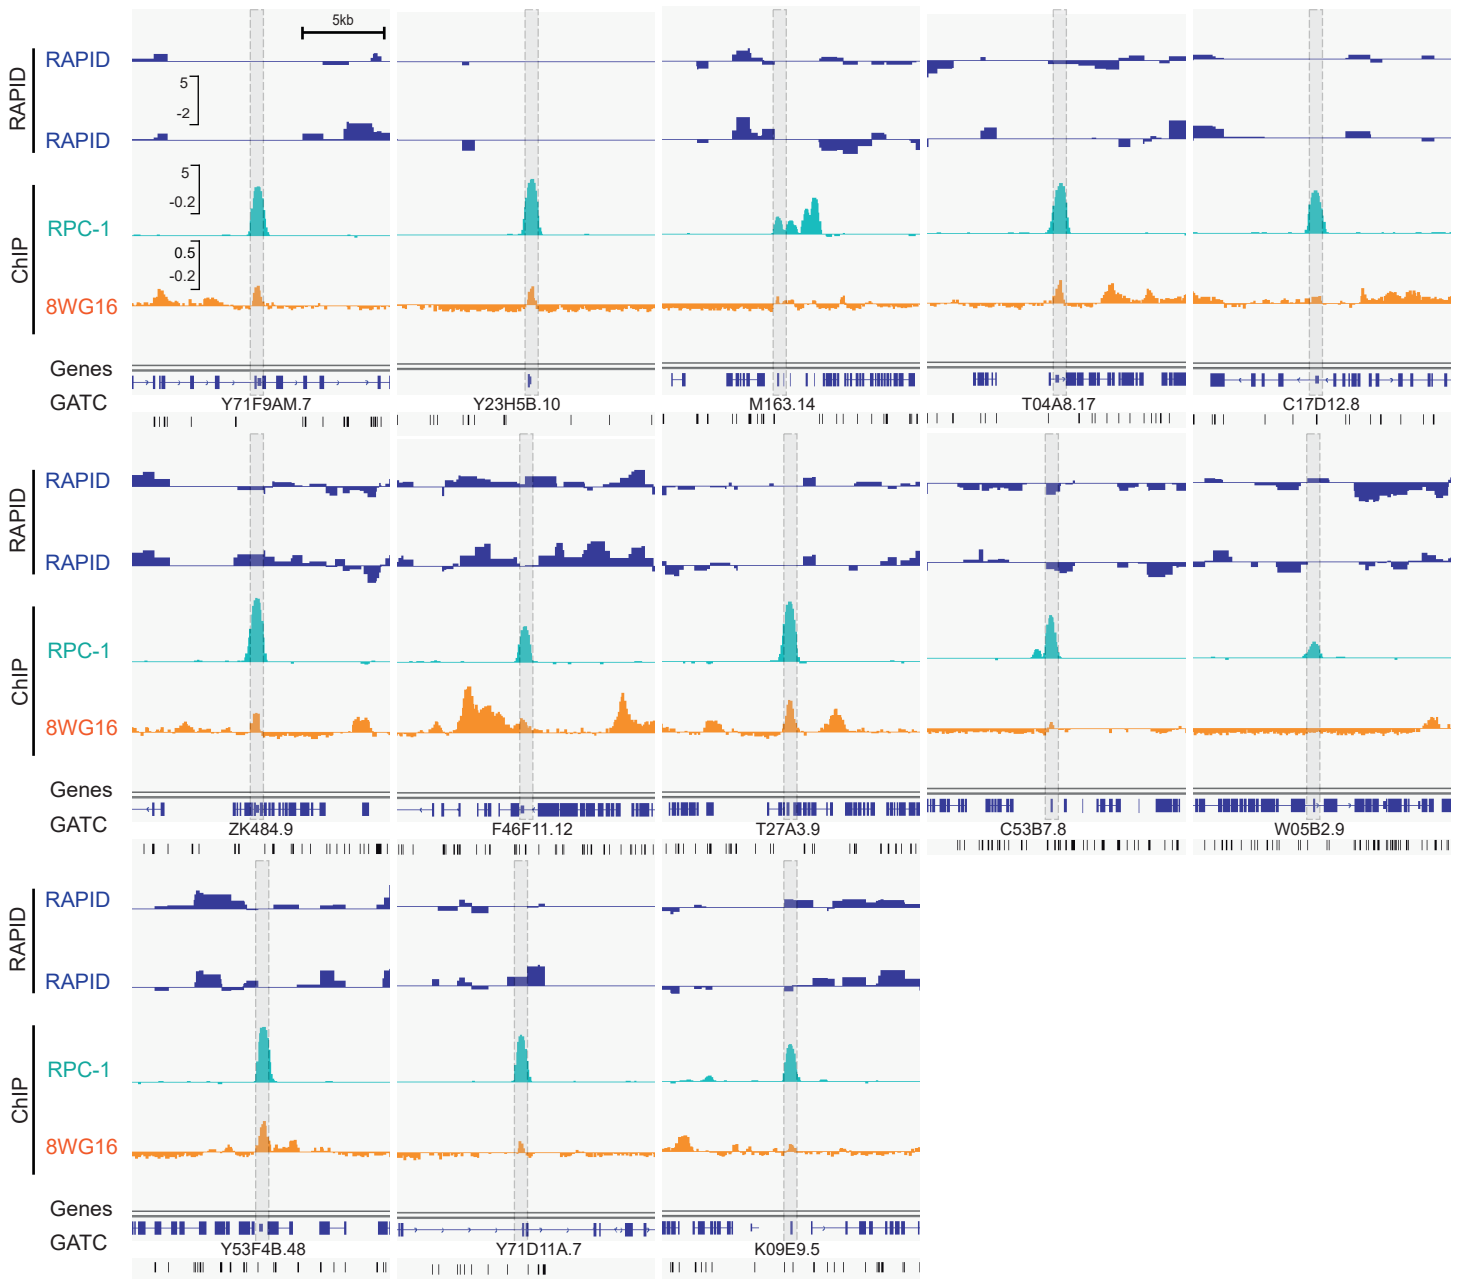 5kb
RAPID
RAPID
5
-2
RAPID
5
-0.2
ChIP
RPC-1
0.5
-0.2
8WG16
Genes
GATC
Y71F9AM.7 Y23H5B.10 M163.14 T04A8.17 C17D12.8
RAPID
RAPID
RAPID
ChIP
RPC-1
8WG16
Genes
GATC
ZK484.9 F46F11.12 T27A3.9 C53B7.8 W05B2.9
RAPID
RAPID
RAPID
ChIP
RPC-1
8WG16
Genes
GATC
Y53F4B.48 Y71D11A.7 K09E9.5